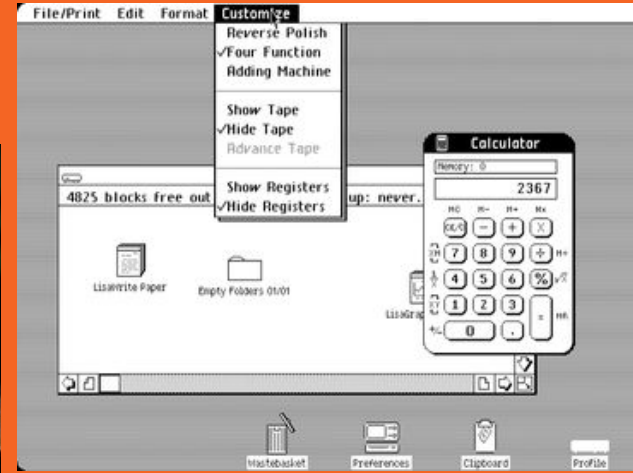 File/Print Edit Format Customize
Reverse Polish
✓Four Function
Adding Machine
Show Tape
✓Hide Tape
Advance Tape
Show Registers
✓Hide Registers
4825 blocks free out
up: never.
Calculator
Memory: 0
2367
MC M- M+ Mx
CE/C − + X
7 8 9 ÷ M÷
4 5 6 %
1 2 3 =
+/- 0 .
LisaWrite Paper
Empty Folders 01/01
LisaGrap
Wastebasket
Preferences
Clipboard
Profile